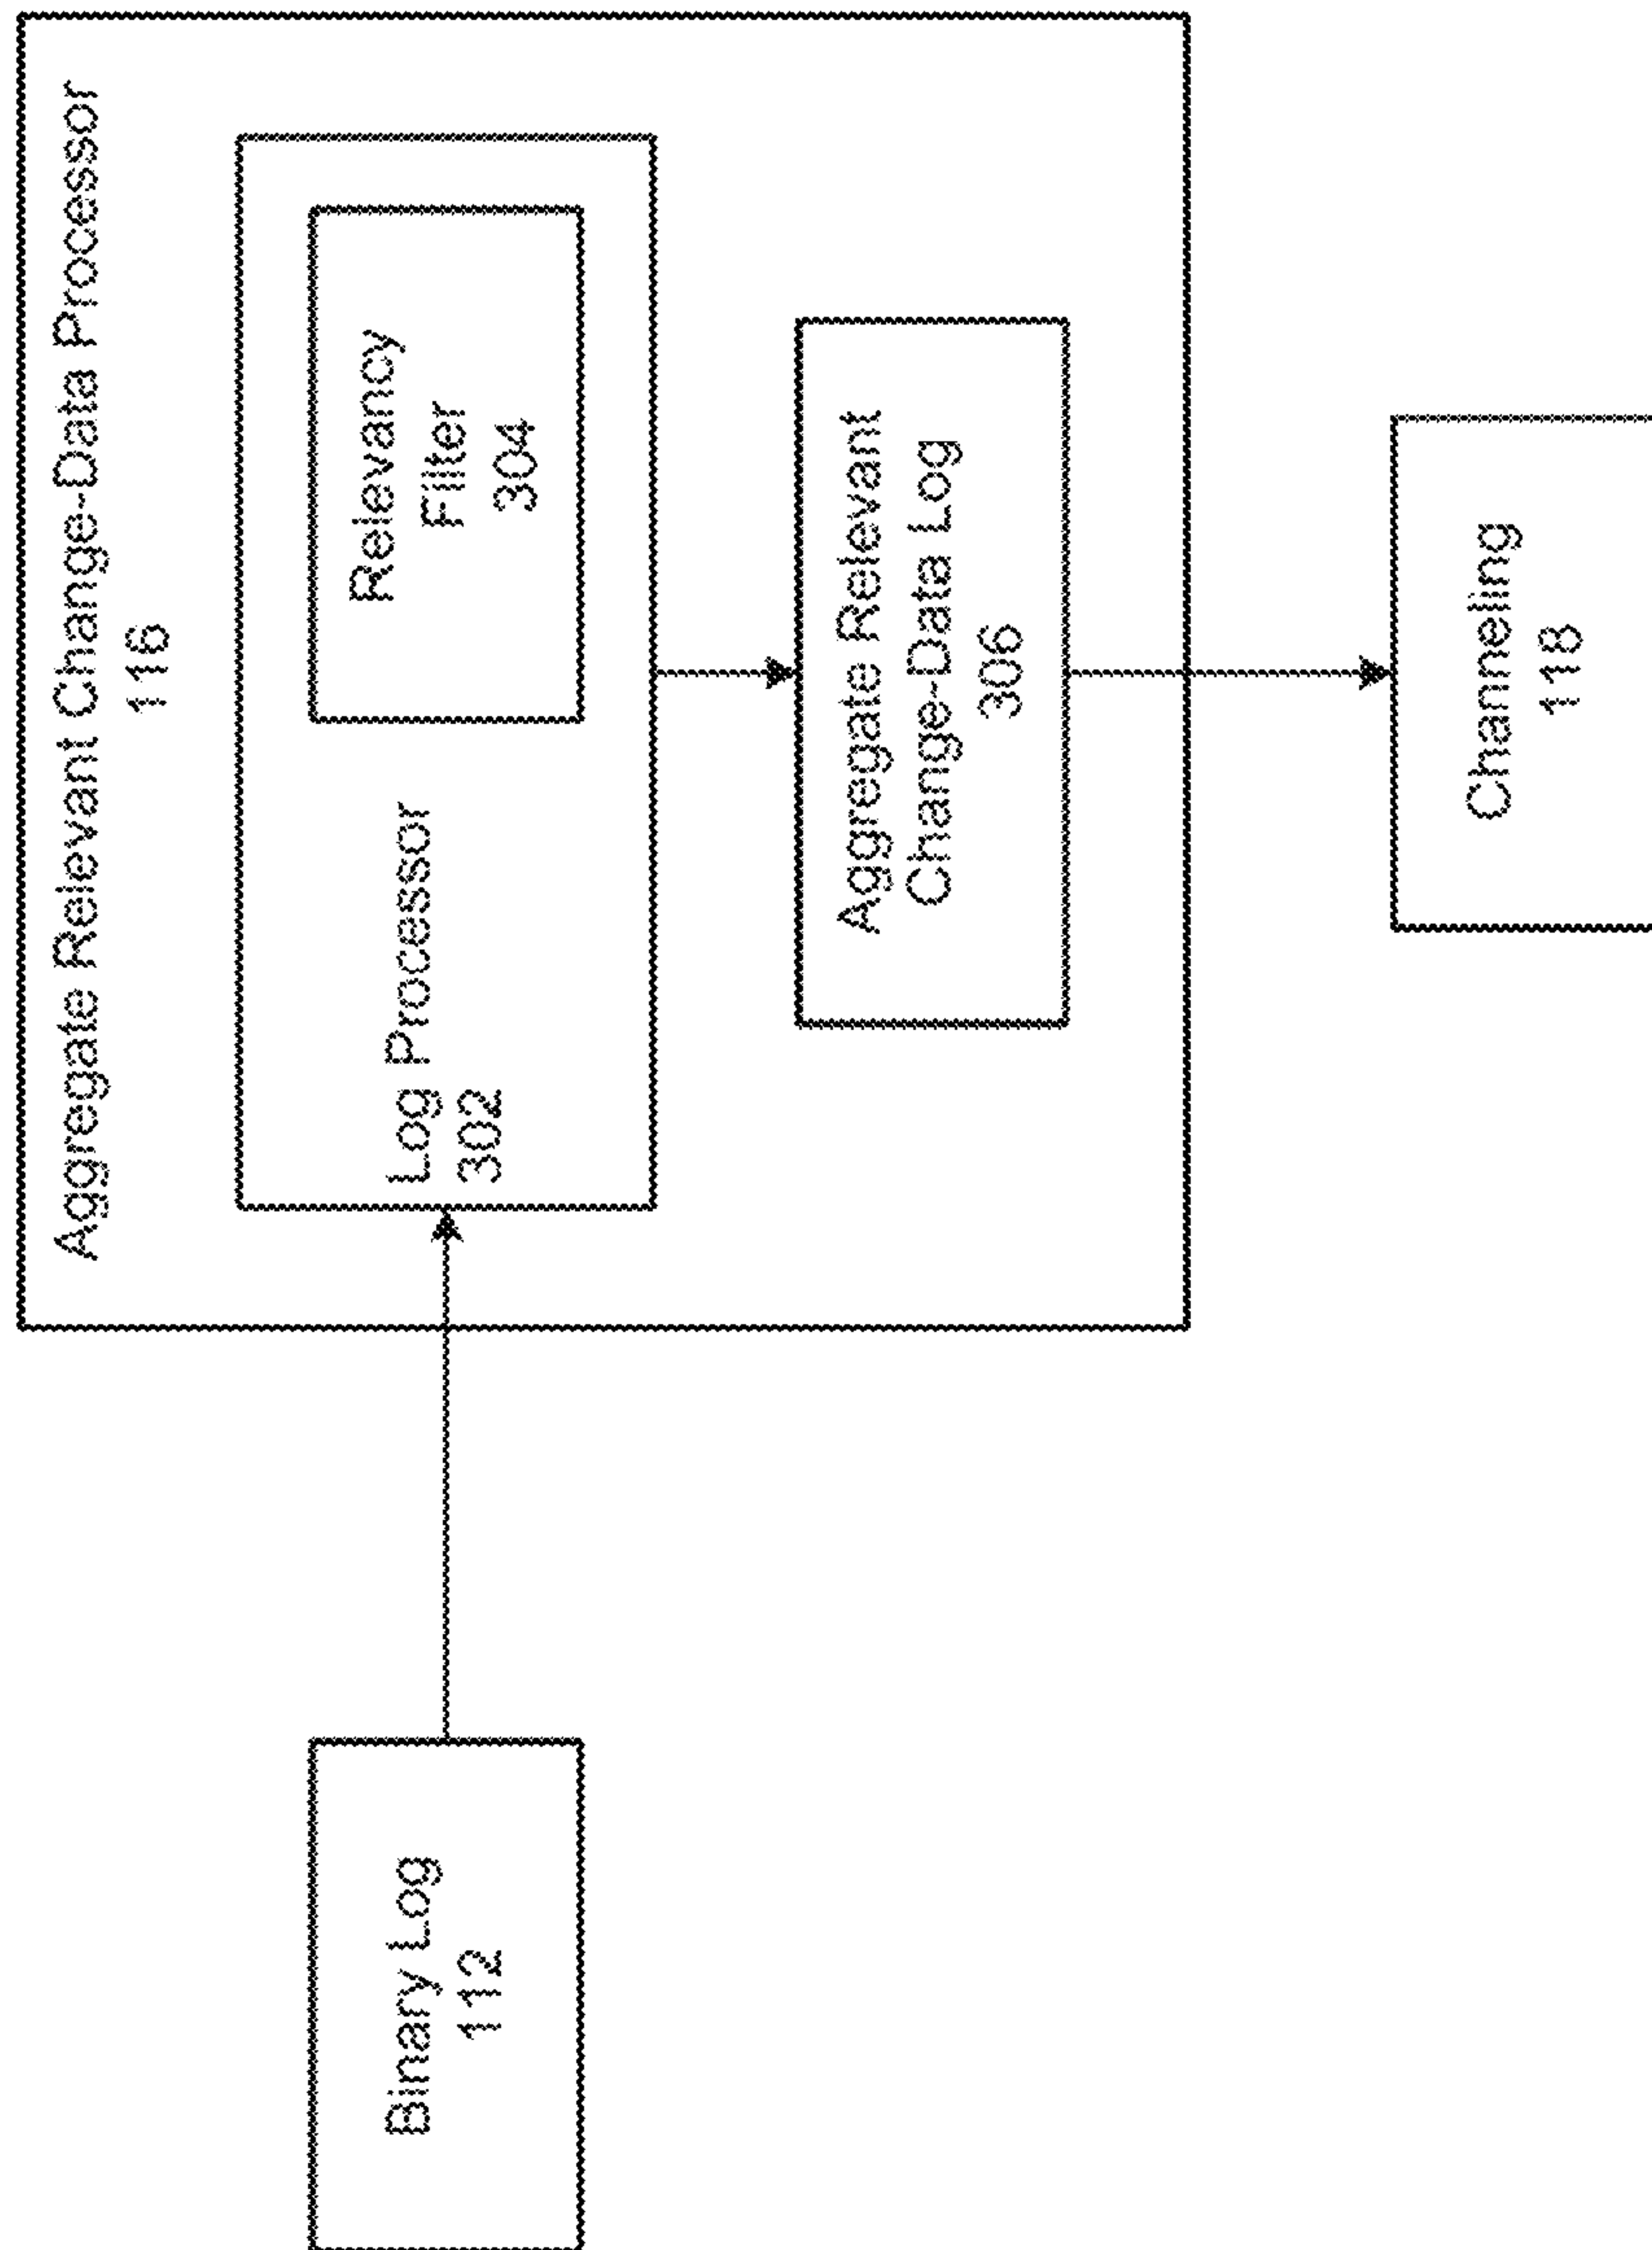 Aggregate Relevant Change-Data Processor
116
Binary Log
112
Log Processor
302
Relevancy
Filter
304
Aggregate Relevant
Change-Data Log
306
Channeling
118